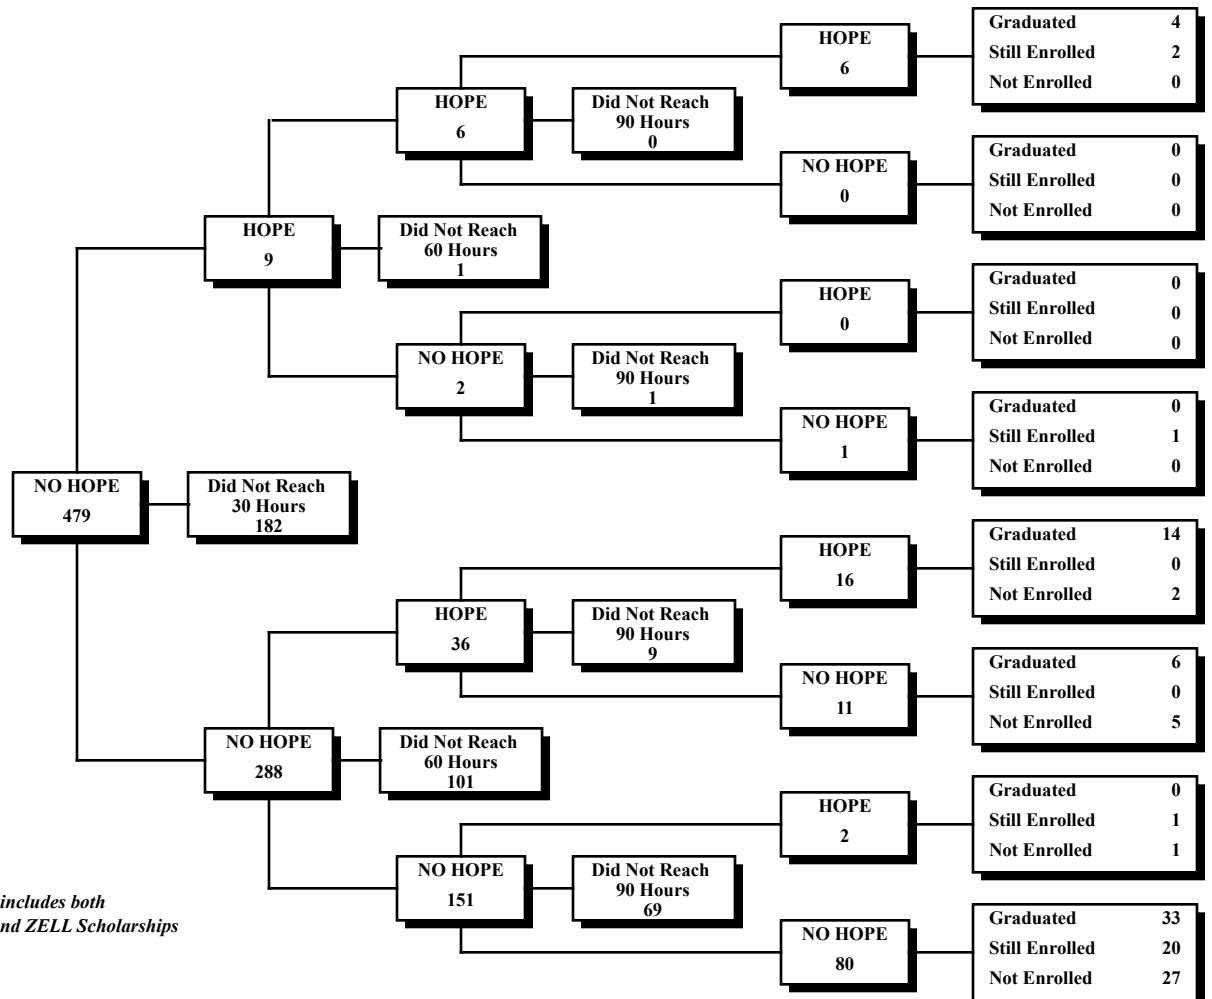 Graduated 4
HOPE
Still Enrolled 2
6
Not Enrolled 0
HOPE
6
Did Not Reach
90 Hours
0
Graduated 0
NO HOPE
Still Enrolled 0
0
Not Enrolled 0
HOPE
9
Did Not Reach
60 Hours
1
Graduated 0
HOPE
Still Enrolled 0
0
Not Enrolled 0
NO HOPE
2
Did Not Reach
90 Hours
1
Graduated 0
NO HOPE
Still Enrolled 1
1
Not Enrolled 0
NO HOPE
479
Did Not Reach
30 Hours
182
Graduated 14
HOPE
Still Enrolled 0
16
Not Enrolled 2
HOPE
36
Did Not Reach
90 Hours
9
Graduated 6
NO HOPE
Still Enrolled 0
11
Not Enrolled 5
NO HOPE
288
Did Not Reach
60 Hours
101
Graduated 0
HOPE
Still Enrolled 1
2
Not Enrolled 1
NO HOPE
151
Did Not Reach
90 Hours
69
Graduated 33
NO HOPE
Still Enrolled 20
80
Not Enrolled 27
includes both
nd ZELL Scholarships